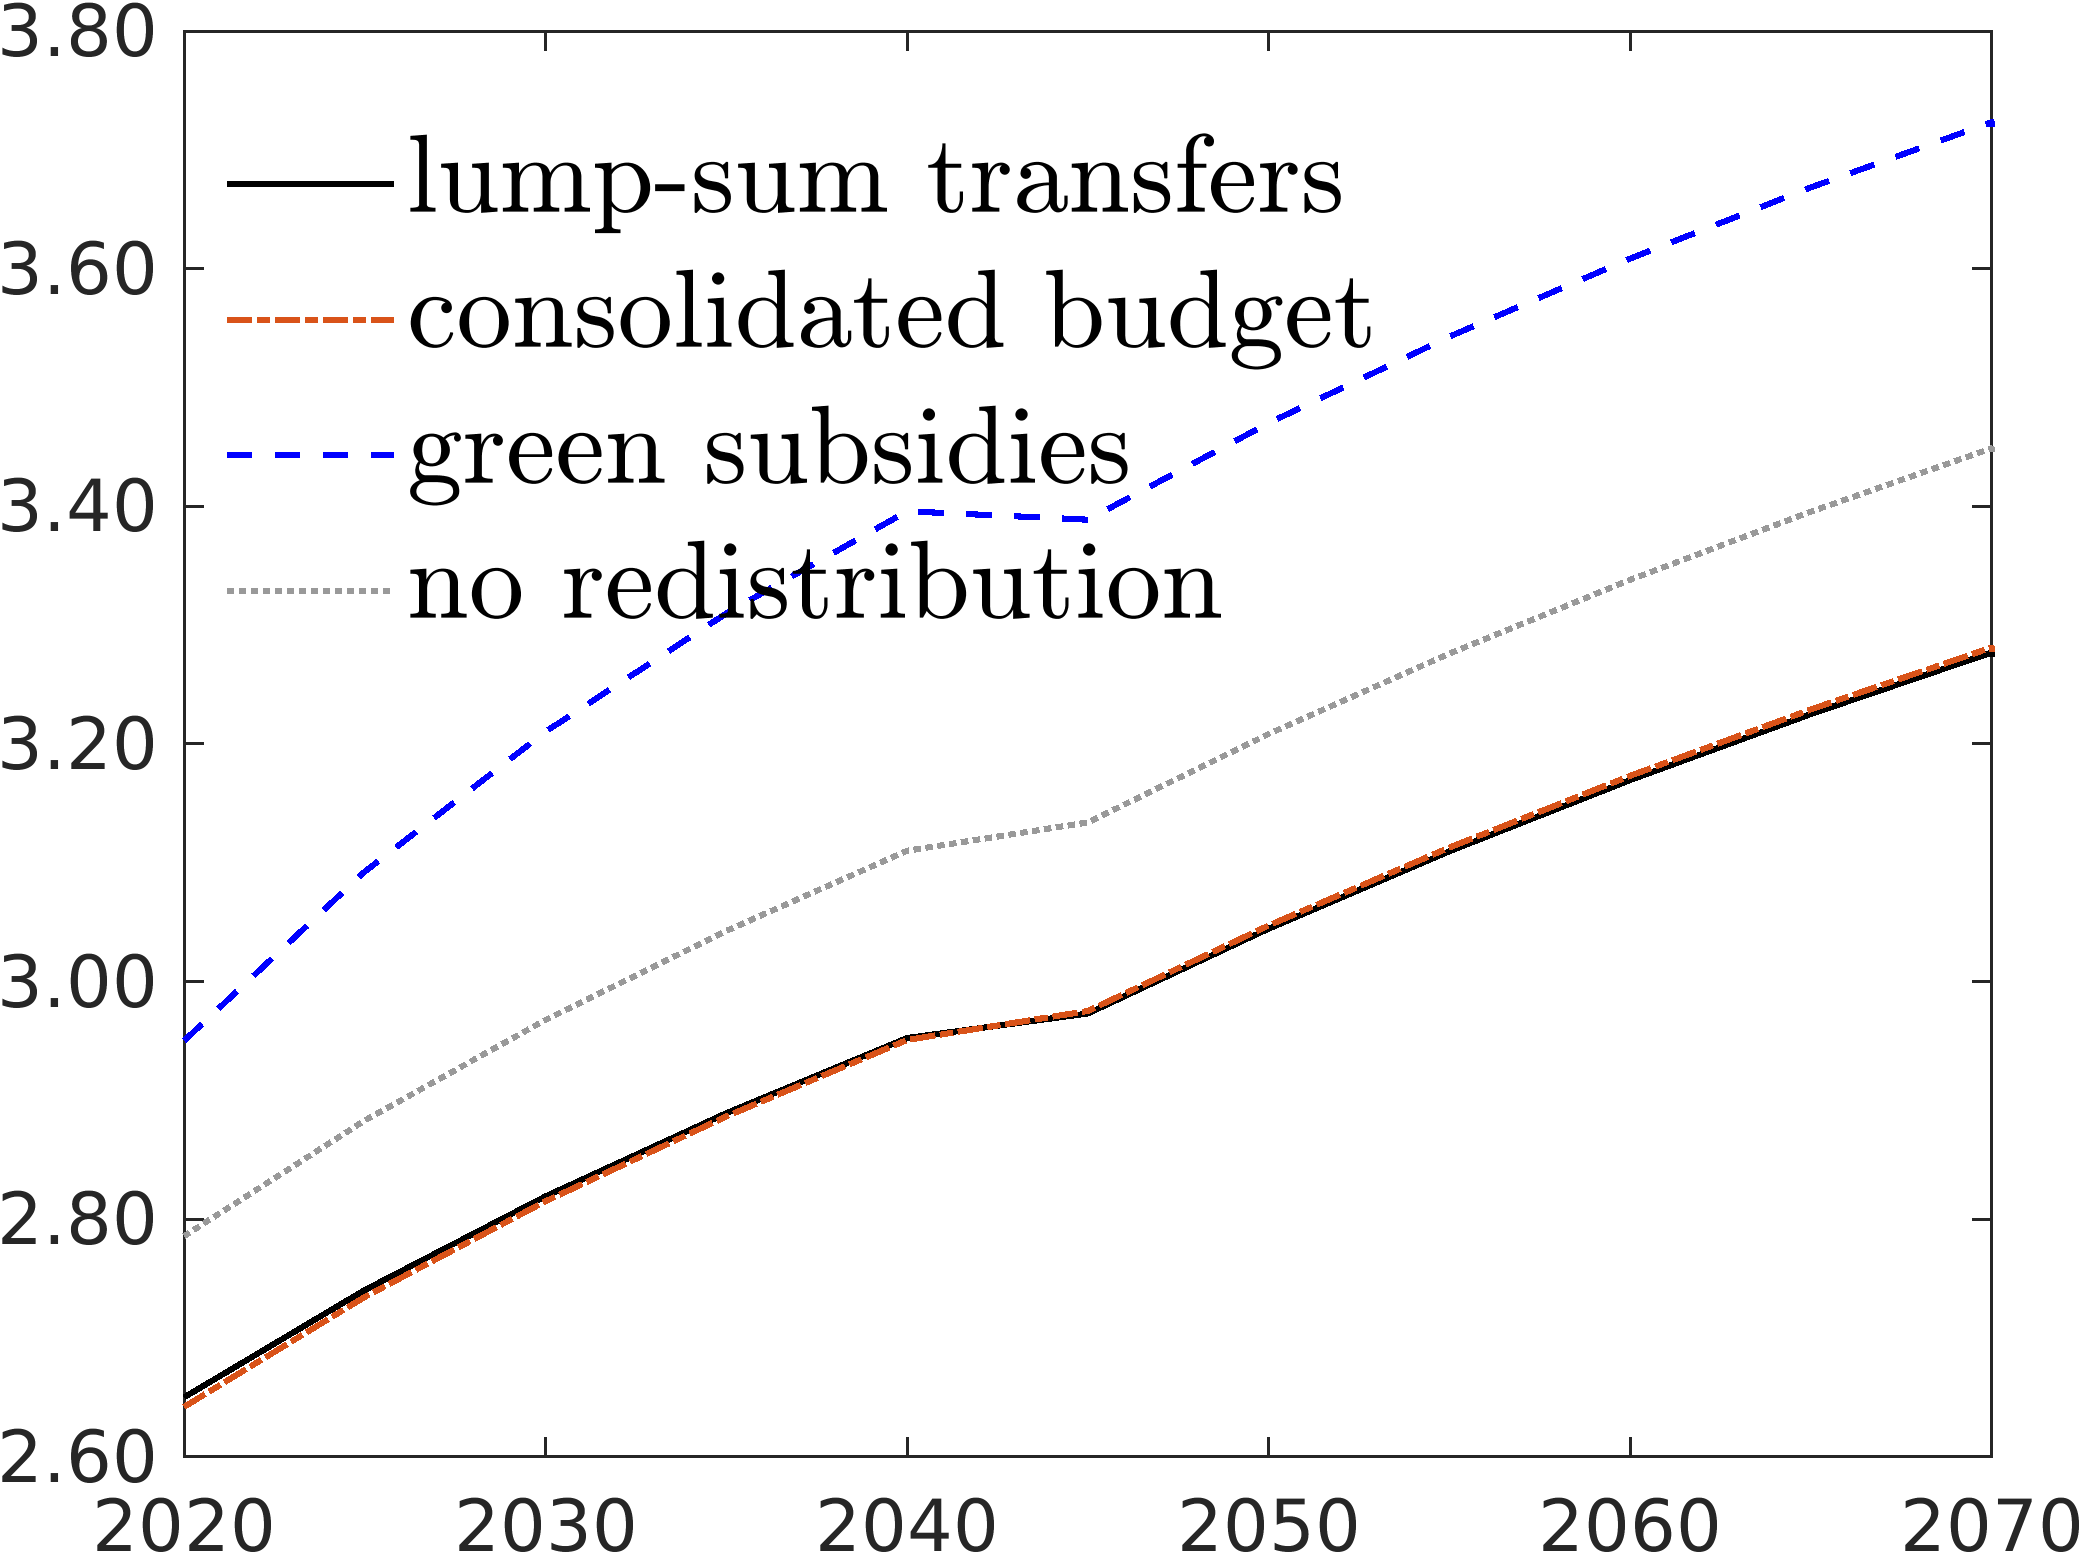 3.80
lump-sum transfers
3.60
consolidated budget
green subsidies
3.40
no redistribution
3.20
3.00
2.80
2.60
2020 2030 2040 2050 2060 2070